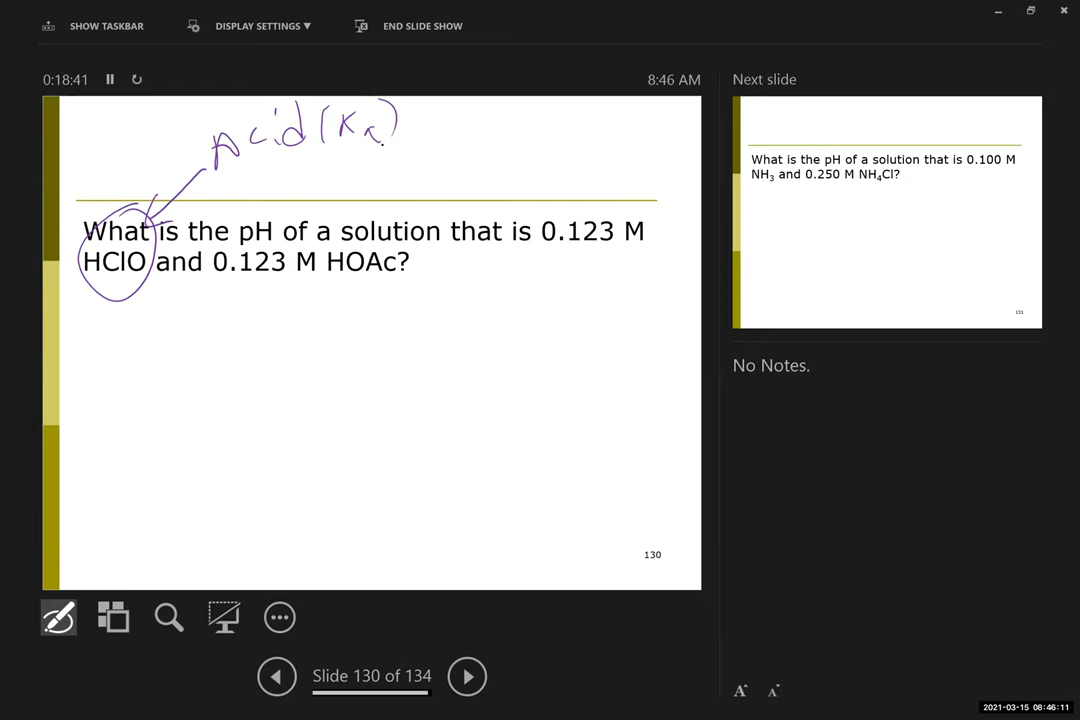 SHOW TASKBAR DISPLAY SETTINGS ▼ END SLIDE SHOW
0:18:41 8:46 AM
Acid (Ka)
What is the pH of a solution that is 0.123 M
HClO and 0.123 M HOAc?
130
Next slide
What is the pH of a solution that is 0.100 M
NH₃ and 0.250 M NH₄Cl?
131
No Notes.
Slide 130 of 134
A A
2021-03-15 08:46:11